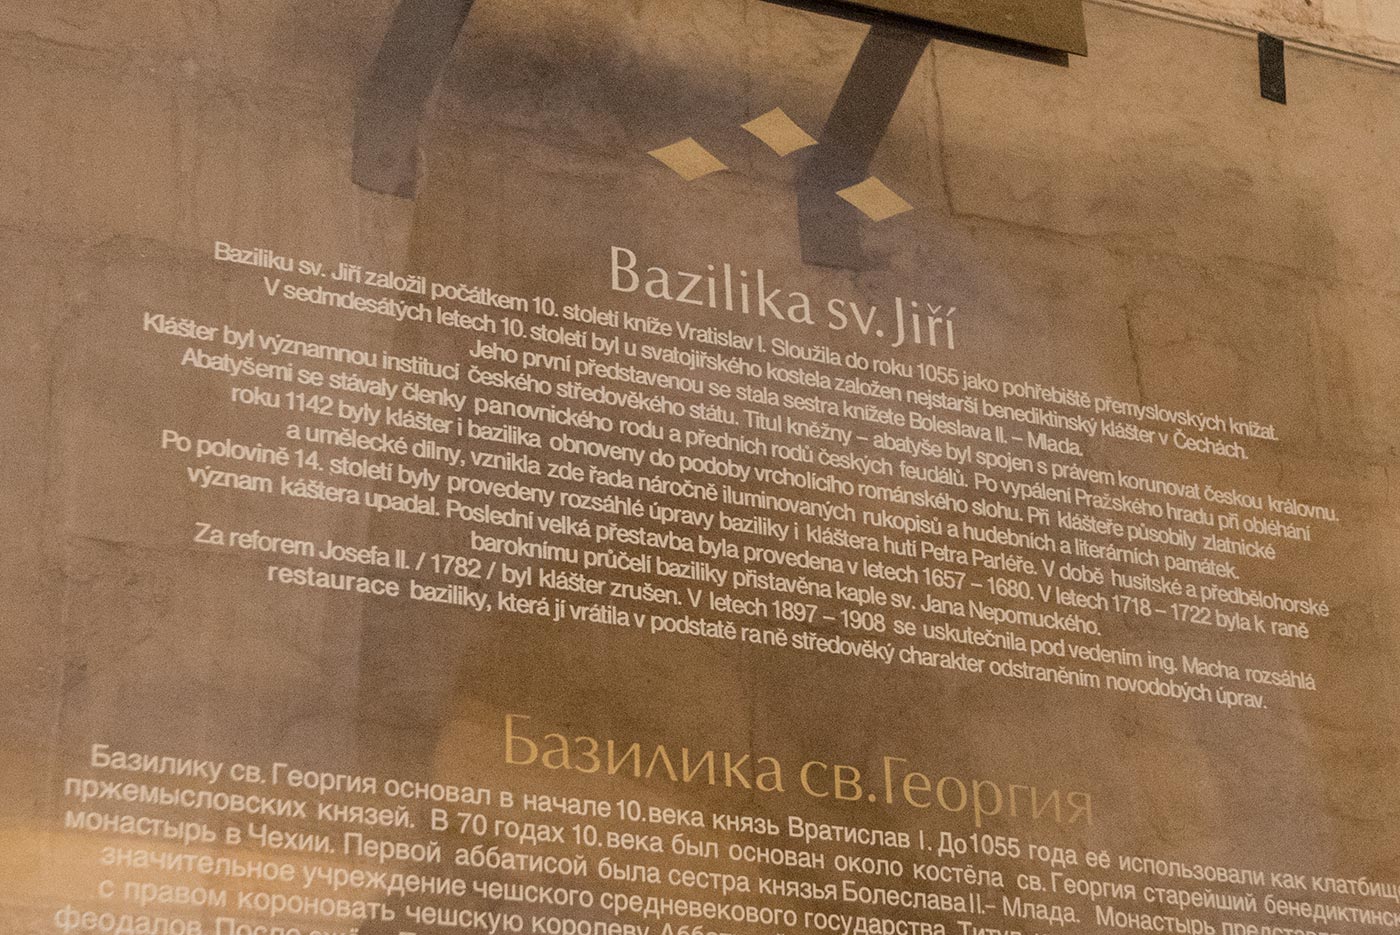 Bazilika sv. Jiří
Baziliku sv. Jiří založil počátkem 10. století kníže Vratislav I. Sloužila do roku 1055 jako pohřebiště přemyslovských knížat.
V sedmdesátých letech 10. století byl u svatojiřského kostela založen nejstarší benediktinský klášter v Čechách.
Jeho první představenou se stala sestra knížete Boleslava II. – Mlada.
Klášter byl významnou institucí českého středověkého státu. Titul kněžny – abatyše byl spojen s právem korunovat českou královnu.
Abatyšemi se stávaly členky panovnického rodu a předních rodů českých feudálů. Po vypálení Pražského hradu při obléhání
roku 1142 byly klášter i bazilika obnoveny do podoby vrcholícího románského slohu. Při klášteře působily zlatnické
a umělecké dílny, vznikla zde řada náročně iluminovaných rukopisů a hudebních a literárních památek.
Po polovině 14. století byly provedeny rozsáhlé úpravy baziliky i kláštera hutí Petra Parléře. V době husitské a předbělohorské
význam káštera upadal. Poslední velká přestavba byla provedena v letech 1657 – 1680. V letech 1718 – 1722 byla k raně
baroknímu průčelí baziliky přistavěna kaple sv. Jana Nepomuckého.
Za reforem Josefa II. / 1782 / byl klášter zrušen. V letech 1897 – 1908 se uskutečnila pod vedením ing. Macha rozsáhlá
restaurace baziliky, která jí vrátila v podstatě raně středověký charakter odstraněním novodobých úprav.
Базилика св.Георгия
Базилику св. Георгия основал в начале 10. века князь Вратислав I. До 1055 года её использовали как клатбищ
пржемысловских князей. В 70 годах 10. века был основан около костёла св. Георгия старейший бенедиктинс
монастырь в Чехии. Первой аббатисой была сестра князья Болеслава II.- Млада. Монастырь представл
значительное учреждение чешского средневекового государства. Титул
с правом короновать чешскую королеву. Абба
феодалов. После